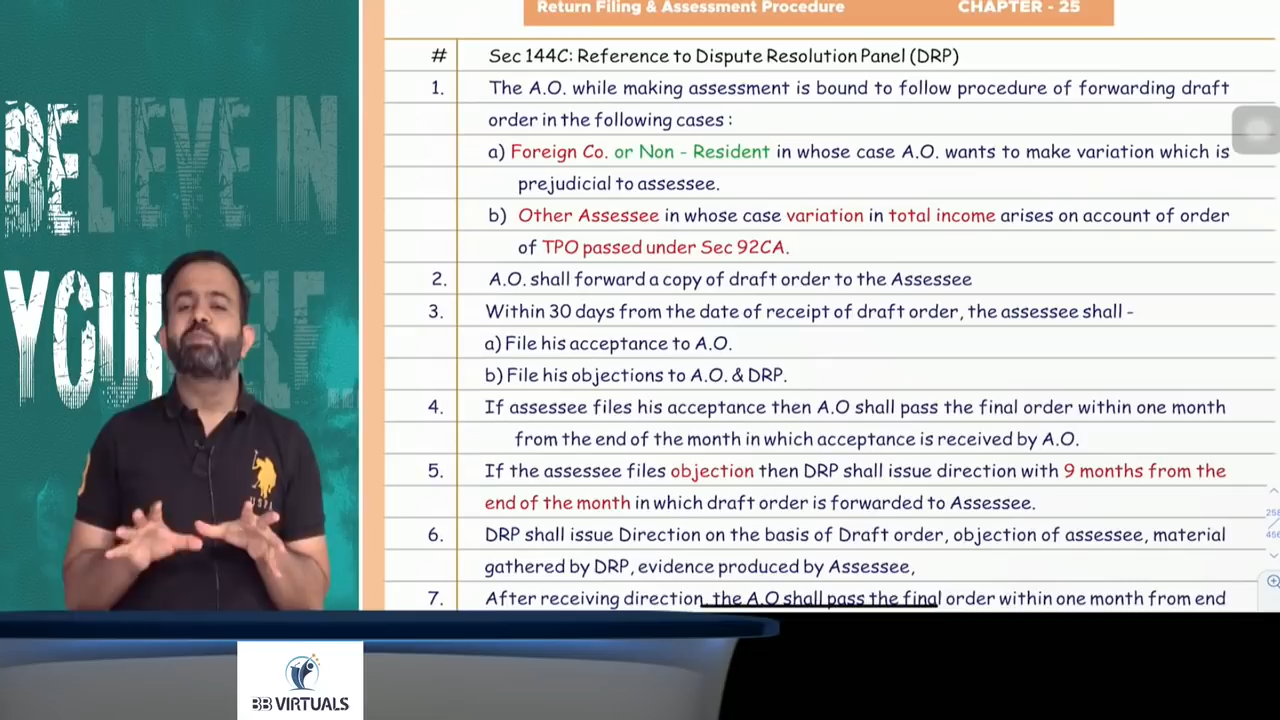 Return Filing & Assessment Procedure CHAPTER - 25
BELIEVE IN
YOURSELF...
# Sec 144C: Reference to Dispute Resolution Panel (DRP)
1. The A.O. while making assessment is bound to follow procedure of forwarding draft
order in the following cases :
a) Foreign Co. or Non - Resident in whose case A.O. wants to make variation which is
prejudicial to assessee.
b) Other Assessee in whose case variation in total income arises on account of order
of TPO passed under Sec 92CA.
2. A.O. shall forward a copy of draft order to the Assessee
3. Within 30 days from the date of receipt of draft order, the assessee shall -
a) File his acceptance to A.O.
b) File his objections to A.O. & DRP.
4. If assessee files his acceptance then A.O shall pass the final order within one month
from the end of the month in which acceptance is received by A.O.
5. If the assessee files objection then DRP shall issue direction with 9 months from the
end of the month in which draft order is forwarded to Assessee.
6. DRP shall issue Direction on the basis of Draft order, objection of assessee, material
gathered by DRP, evidence produced by Assessee,
7. After receiving direction, the A.O shall pass the final order within one month from end
USPA
258
456
BB VIRTUALS